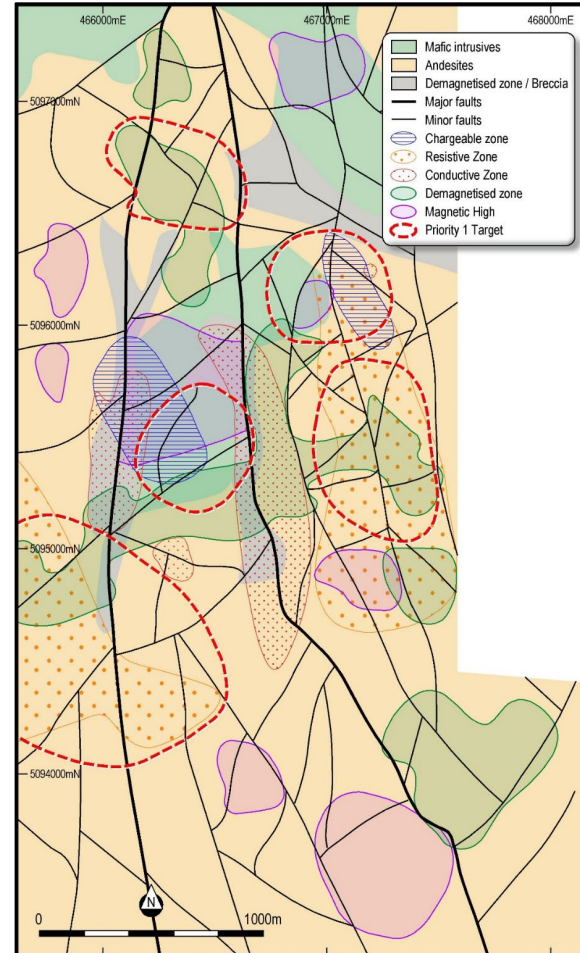 466000mE
467000mE
468000mE
Mafic intrusives
Andesites
Demagnetised zone / Breccia
Major faults
Minor faults
Chargeable zone
Resistive Zone
Conductive Zone
Demagnetised zone
Magnetic High
Priority 1 Target
5097000mN
5096000mN
5095000mN
5094000mN
N
0
1000m